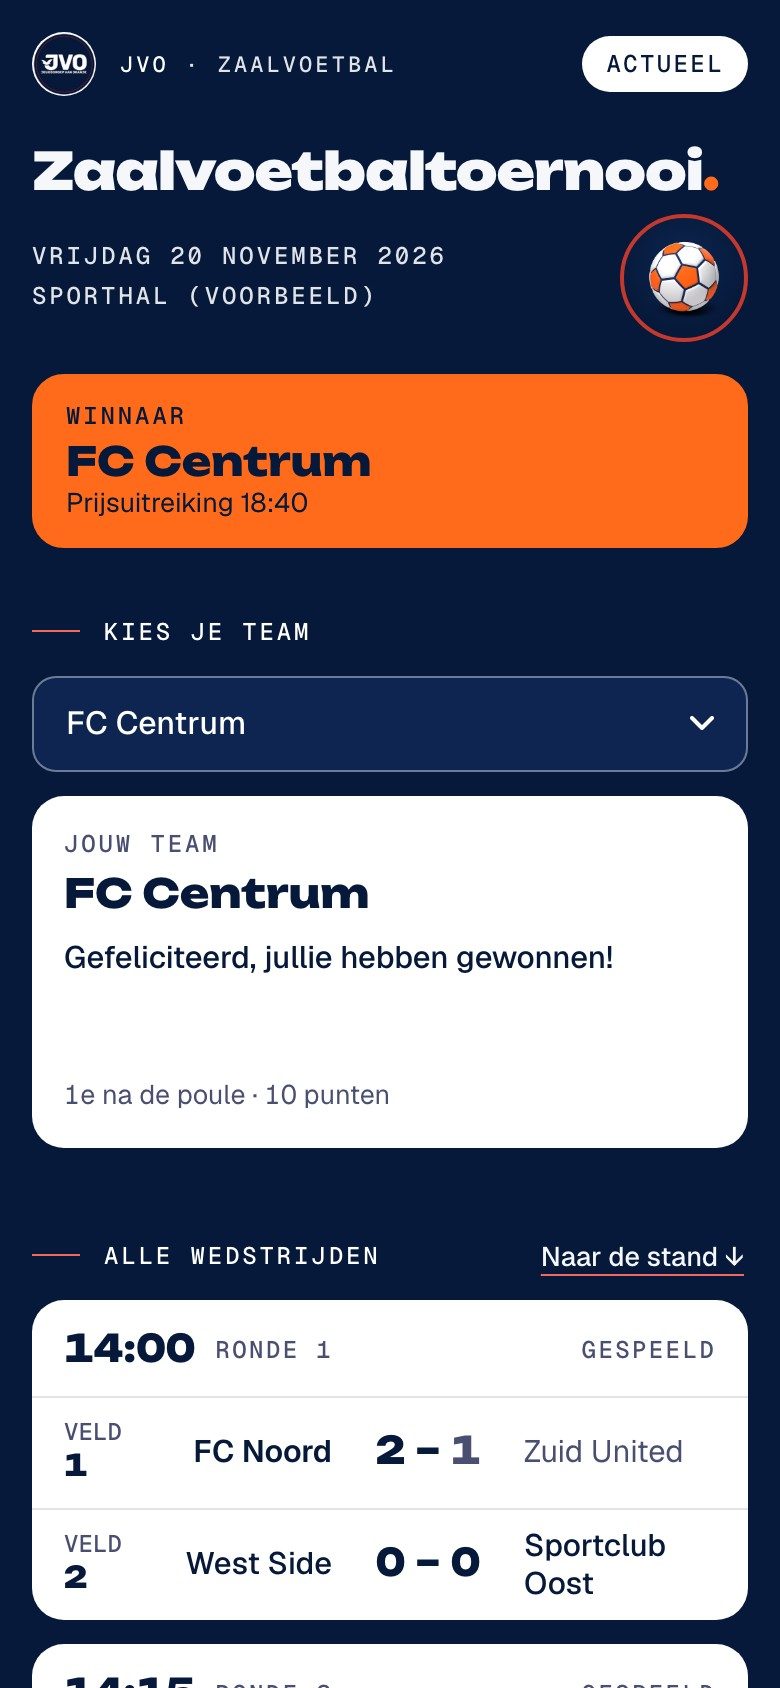 JVO
JVO · ZAALVOETBAL
ACTUEEL
Zaalvoetbaltoernooi.
VRIJDAG 20 NOVEMBER 2026
SPORTHAL (VOORBEELD)
WINNAAR
FC Centrum
Prijsuitreiking 18:40
KIES JE TEAM
FC Centrum
JOUW TEAM
FC Centrum
Gefeliciteerd, jullie hebben gewonnen!
1e na de poule · 10 punten
ALLE WEDSTRIJDEN
Naar de stand ↓
14:00 RONDE 1 GESPEELD
VELD
1 FC Noord 2 – 1 Zuid United
VELD
2 West Side 0 – 0 Sportclub
Oost